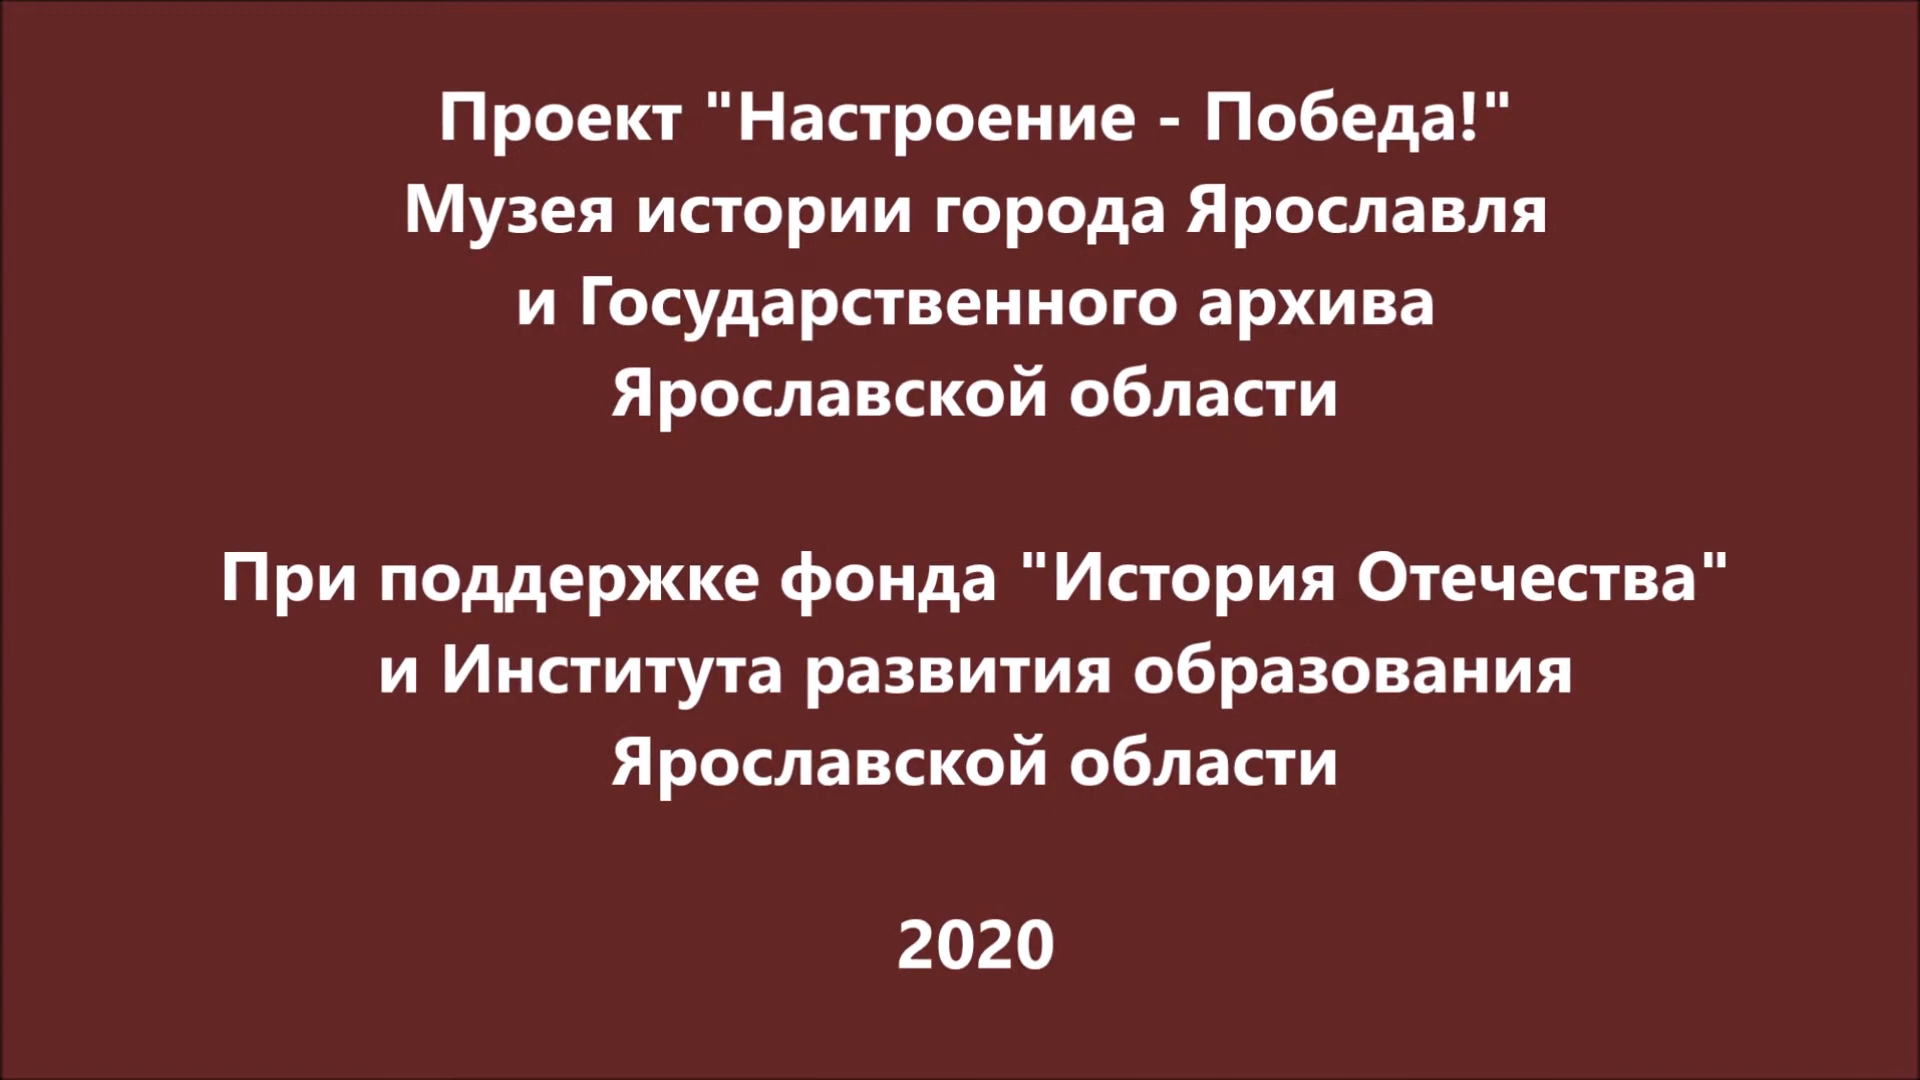 Проект "Настроение - Победа!"
Музея истории города Ярославля
и Государственного архива
Ярославской области
При поддержке фонда "История Отечества"
и Института развития образования
Ярославской области
2020